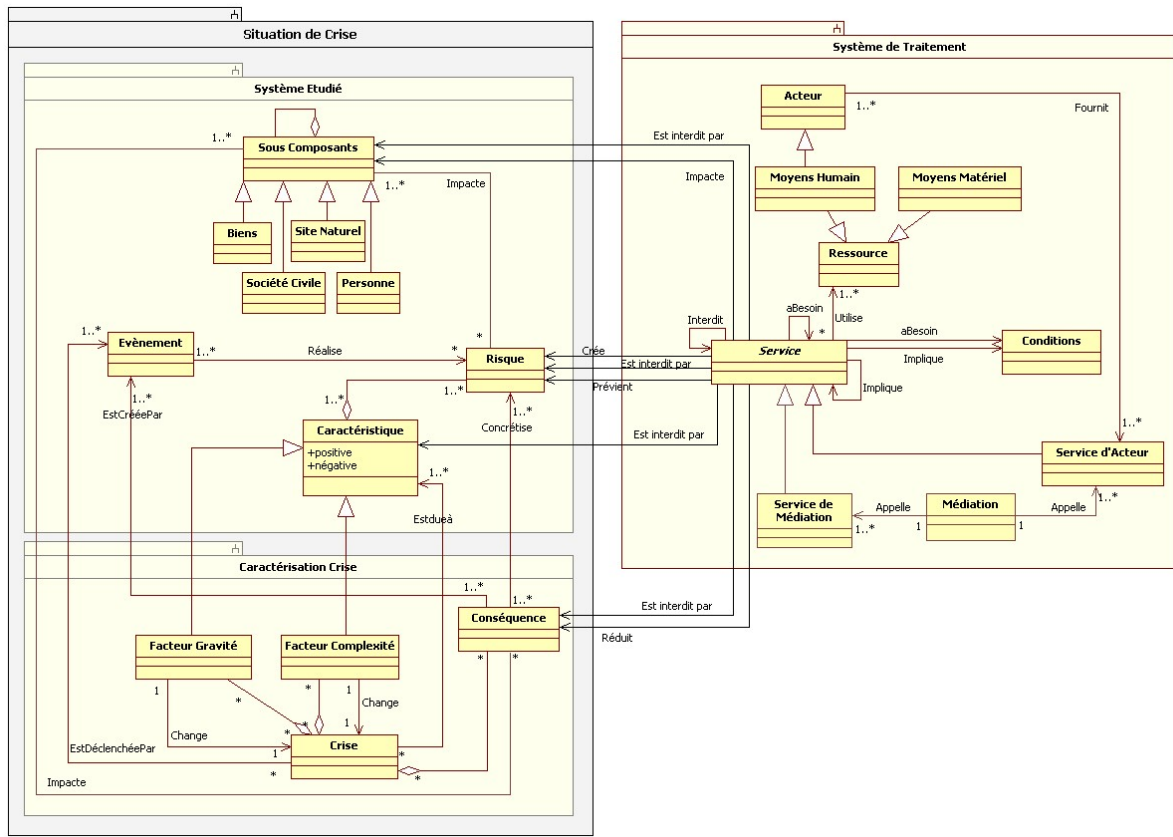 Situation de Crise
Système de Traitement
Système Etudié
Acteur
1..*
Fournit
1..*
Sous Composants
Est interdit par
Impacte
1..*
Impacte
Moyens Humain
Moyens Matériel
Biens
Site Naturel
Ressource
Société Civile
Personne
1..*
Utilise
aBesoin
Interdit
*
1..*
Evènement
1..*
Réalise
*
*
Risque
1..*
Crée
Est interdit par
Prévient
Service
aBesoin
Implique
Conditions
Implique
EstCrééePar
1..*
1..*
1..*
Concrétise
Caractéristique
+positive
+négative
Est interdit par
1..*
Estdueà
1..*
Service d'Acteur
1..*
Service de
Médiation
Appelle
1..*
1
Médiation
1
Appelle
Caractérisation Crise
1..*
1..*
Conséquence
Est interdit par
Réduit
Facteur Gravité
Facteur Complexité
*
*
1
*
*
1
Change
Change
*
1
1
EstDéclenchéePar
Crise
*
*
*
Impacte